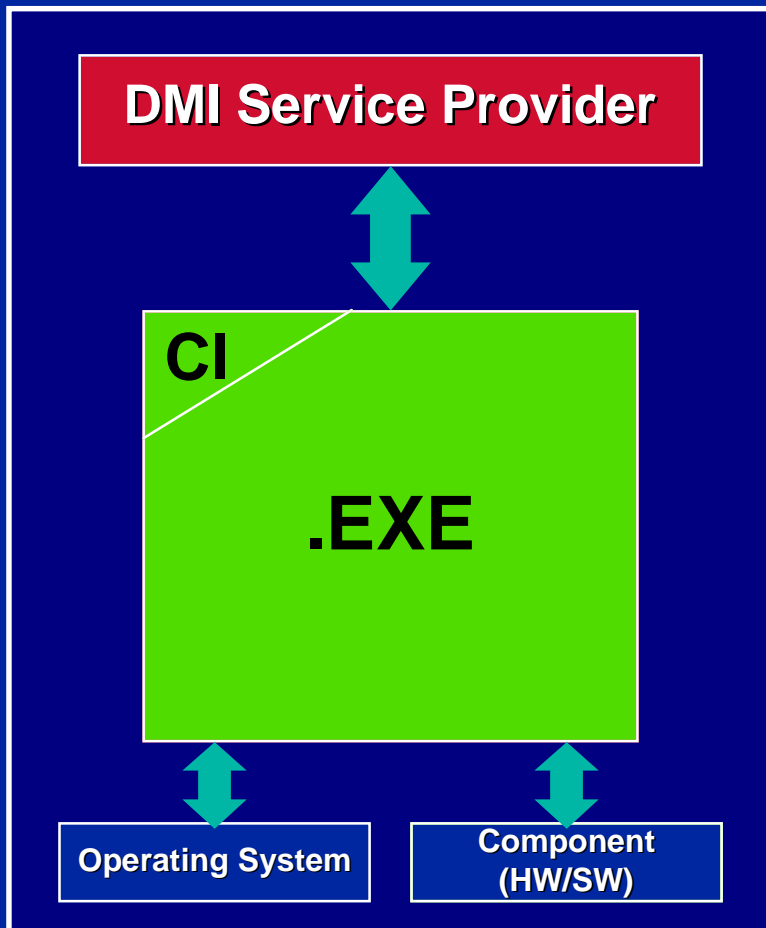 DMI Service Provider
CI
.EXE
Operating System
Component
(HW/SW)